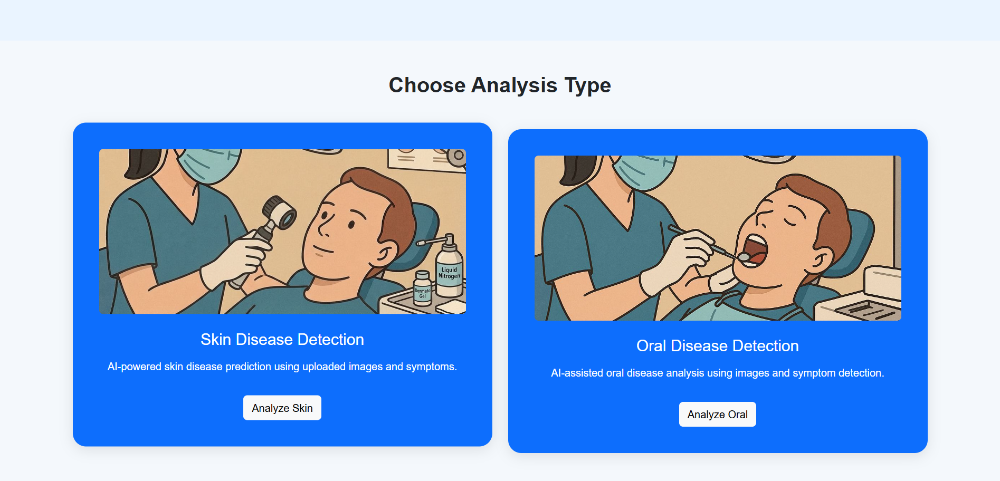 Choose Analysis Type
Liquid
Nitrogen
Dermato
Gel
Skin Disease Detection
AI-powered skin disease prediction using uploaded images and symptoms.
Analyze Skin
Oral Disease Detection
AI-assisted oral disease analysis using images and symptom detection.
Analyze Oral